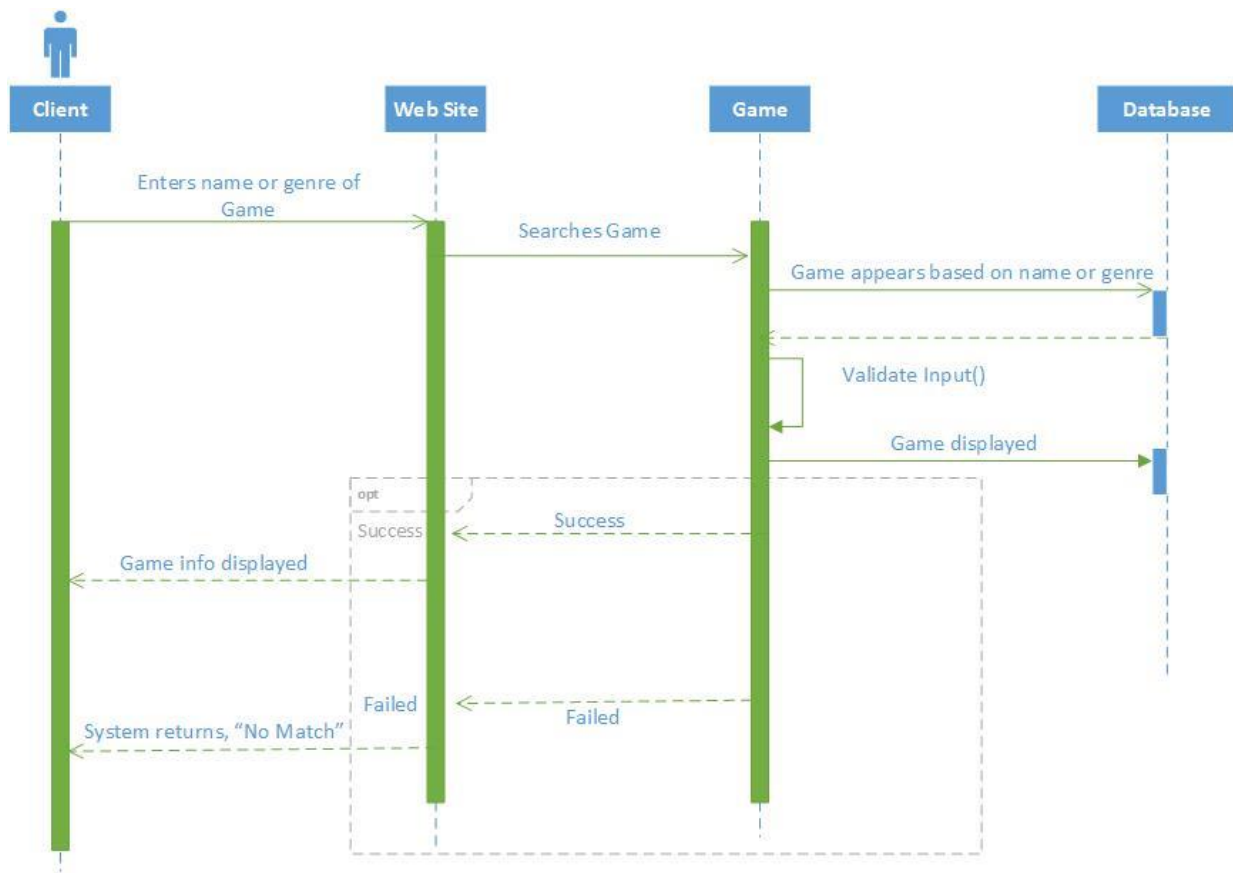 Client
Web Site
Game
Database
Enters name or genre of
Game
Searches Game
Game appears based on name or genre
Validate Input()
Game displayed
opt
Success
Success
Game info displayed
Failed
Failed
System returns, “No Match”